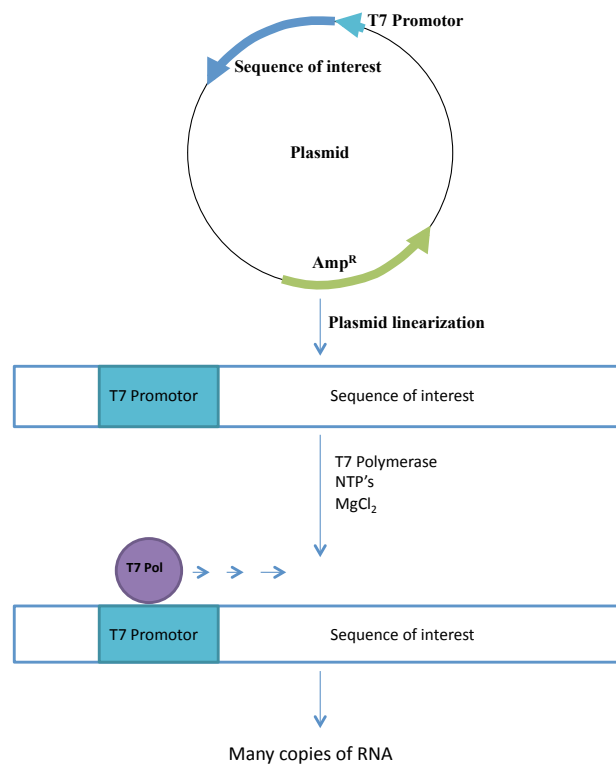 T7 Promotor
Sequence of interest
Plasmid
Ampᴿ
Plasmid linearization
T7 Promotor Sequence of interest
T7 Polymerase
NTP's
MgCl₂
T7 Pol
T7 Promotor Sequence of interest
Many copies of RNA